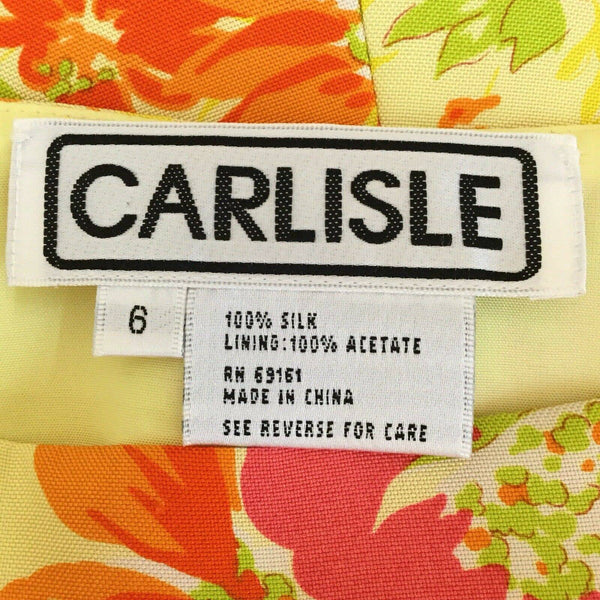 CARLISLE
6
100% SILK
LINING:100% ACETATE
RN 69161
MADE IN CHINA
SEE REVERSE FOR CARE